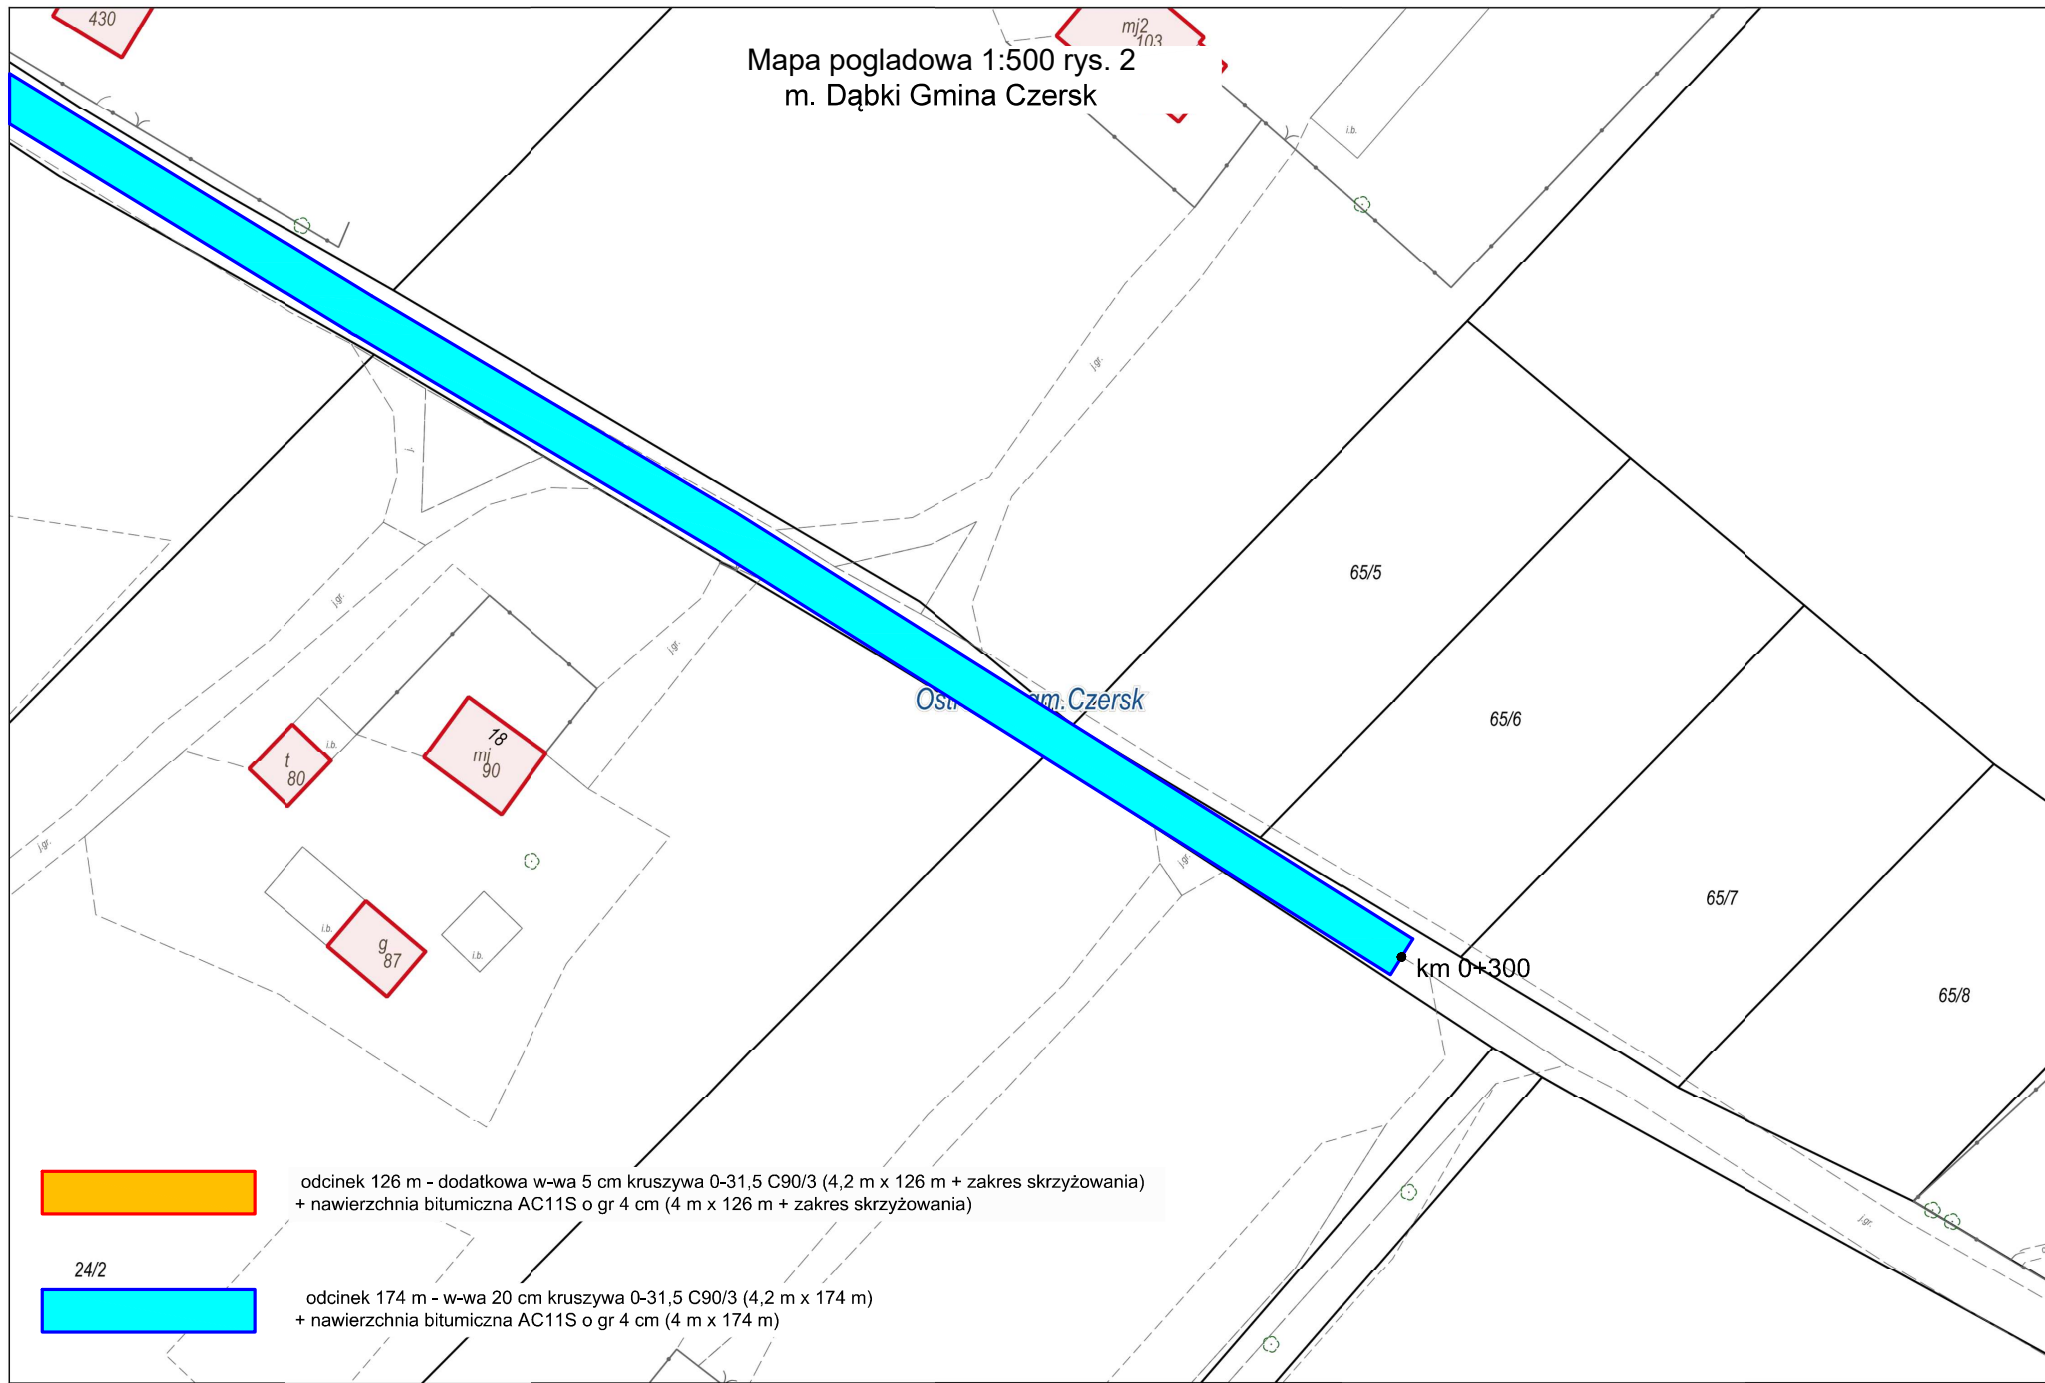 430
mj2
103
Mapa pogladowa 1:500 rys. 2
m. Dąbki Gmina Czersk
i.b.
j.gr.
j.
65/5
j.gr.
j.gr.
65/6
gm.Czersk
18
mj
90
t
80
i.b.
j.gr.
j.gr.
65/7
g
87
i.b.
i.b.
km 0+300
65/8
odcinek 126 m - dodatkowa w-wa 5 cm kruszywa 0-31,5 C90/3 (4,2 m x 126 m + zakres skrzyżowania)
+ nawierzchnia bitumiczna AC11S o gr 4 cm (4 m x 126 m + zakres skrzyżowania)
j.gr.
24/2
odcinek 174 m - w-wa 20 cm kruszywa 0-31,5 C90/3 (4,2 m x 174 m)
+ nawierzchnia bitumiczna AC11S o gr 4 cm (4 m x 174 m)